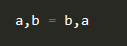 a,b = b,a